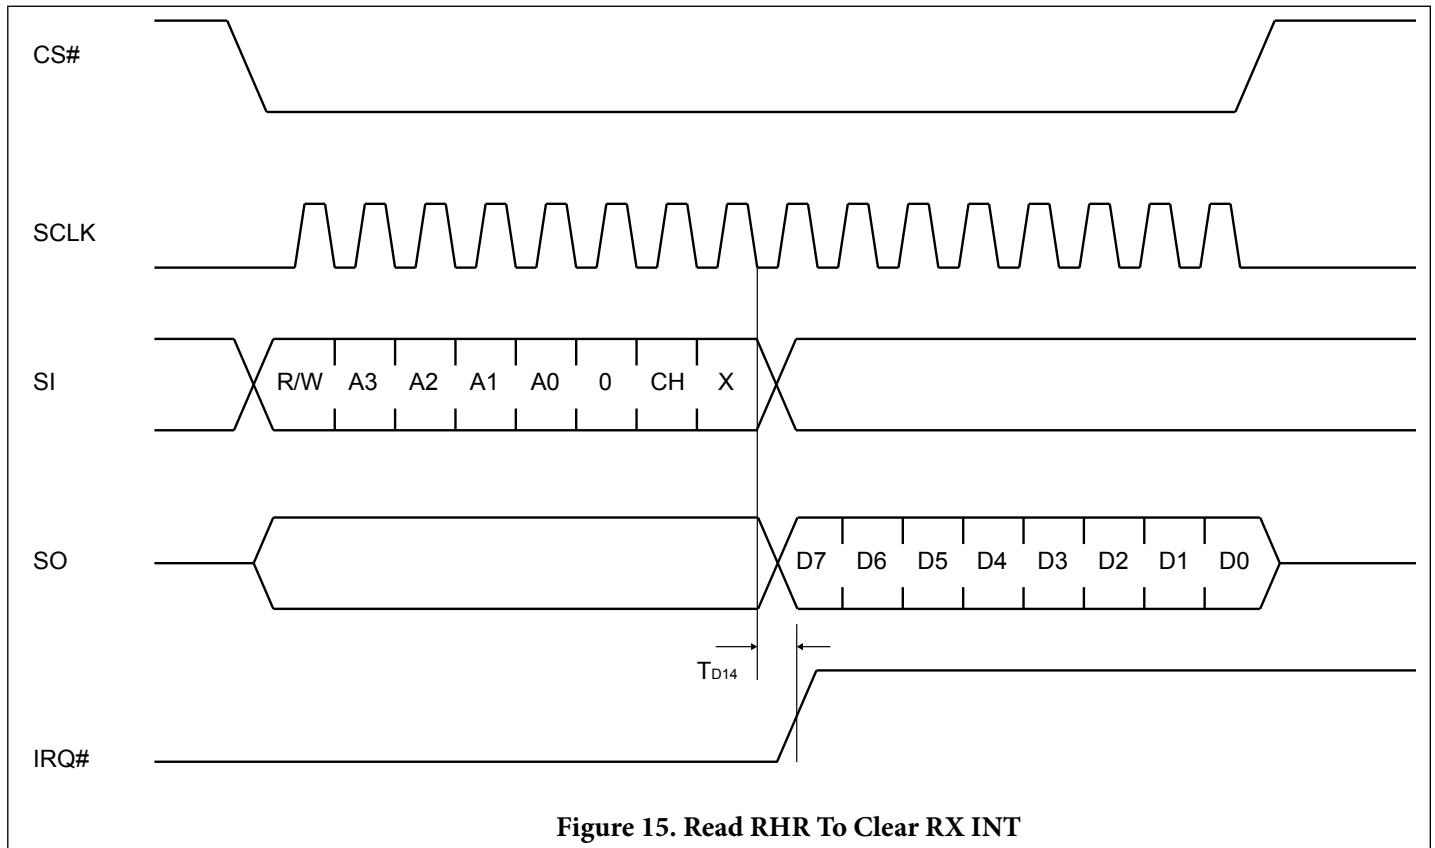 CS#
SCLK
SI R/W A3 A2 A1 A0 0 CH X
SO D7 D6 D5 D4 D3 D2 D1 D0
TD14
IRQ#
Figure 15. Read RHR To Clear RX INT